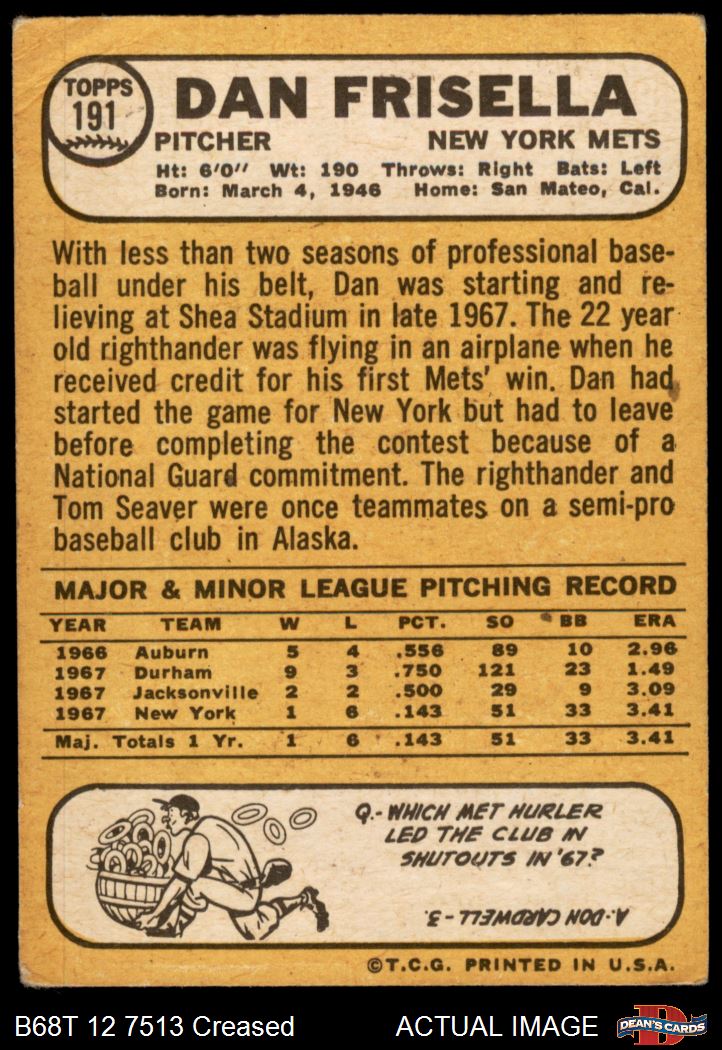 TOPPS
191
DAN FRISELLA
PITCHER NEW YORK METS
Ht: 6'0'' Wt: 190 Throws: Right Bats: Left
Born: March 4, 1946 Home: San Mateo, Cal.
With less than two seasons of professional base-
ball under his belt, Dan was starting and re-
lieving at Shea Stadium in late 1967. The 22 year
old righthander was flying in an airplane when he
received credit for his first Mets' win. Dan had
started the game for New York but had to leave
before completing the contest because of a
National Guard commitment. The righthander and
Tom Seaver were once teammates on a semi-pro
baseball club in Alaska.
MAJOR & MINOR LEAGUE PITCHING RECORD
YEAR TEAM W L PCT. SO BB ERA
1966 Auburn 5 4 .556 89 10 2.96
1967 Durham 9 3 .750 121 23 1.49
1967 Jacksonville 2 2 .500 29 9 3.09
1967 New York 1 6 .143 51 33 3.41
Maj. Totals 1 Yr. 1 6 .143 51 33 3.41
Q.- WHICH MET HURLER
LED THE CLUB IN
SHUTOUTS IN '67?
A.- DON CARDWELL - 3.
©T.C.G. PRINTED IN U.S.A.
B68T 12 7513 Creased ACTUAL IMAGE
DEAN'S CARDS